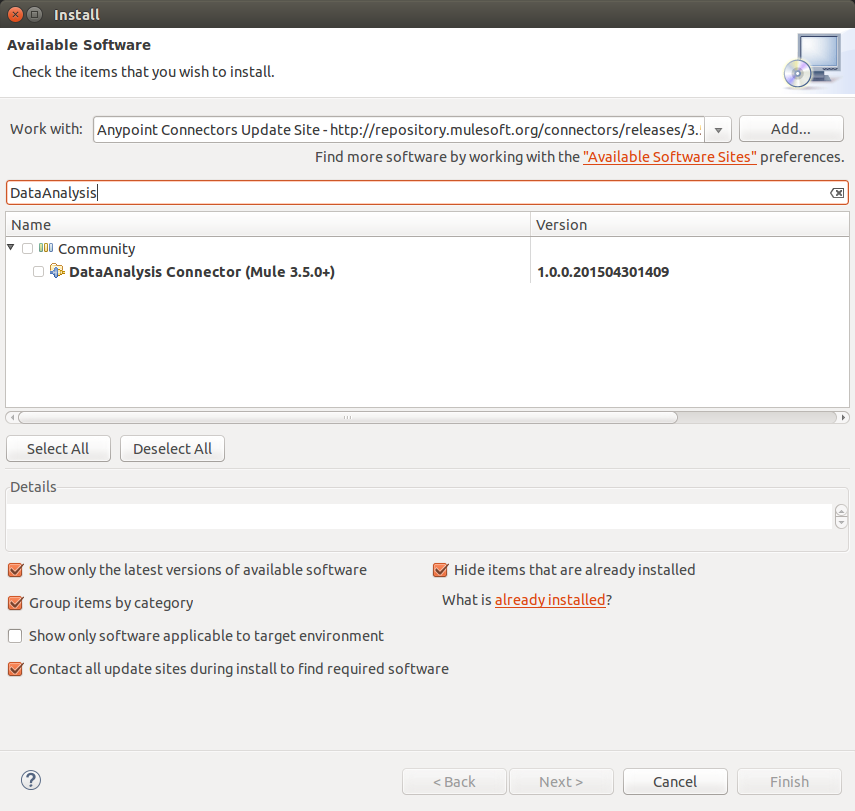 Install
Available Software
Check the items that you wish to install.
Work with: Anypoint Connectors Update Site - http://repository.mulesoft.org/connectors/releases/3. Add...
Find more software by working with the "Available Software Sites" preferences.
DataAnalysis
Name Version
Community
DataAnalysis Connector (Mule 3.5.0+) 1.0.0.201504301409
Select All Deselect All
Details
Show only the latest versions of available software Hide items that are already installed
Group items by category What is already installed?
Show only software applicable to target environment
Contact all update sites during install to find required software
? < Back Next > Cancel Finish